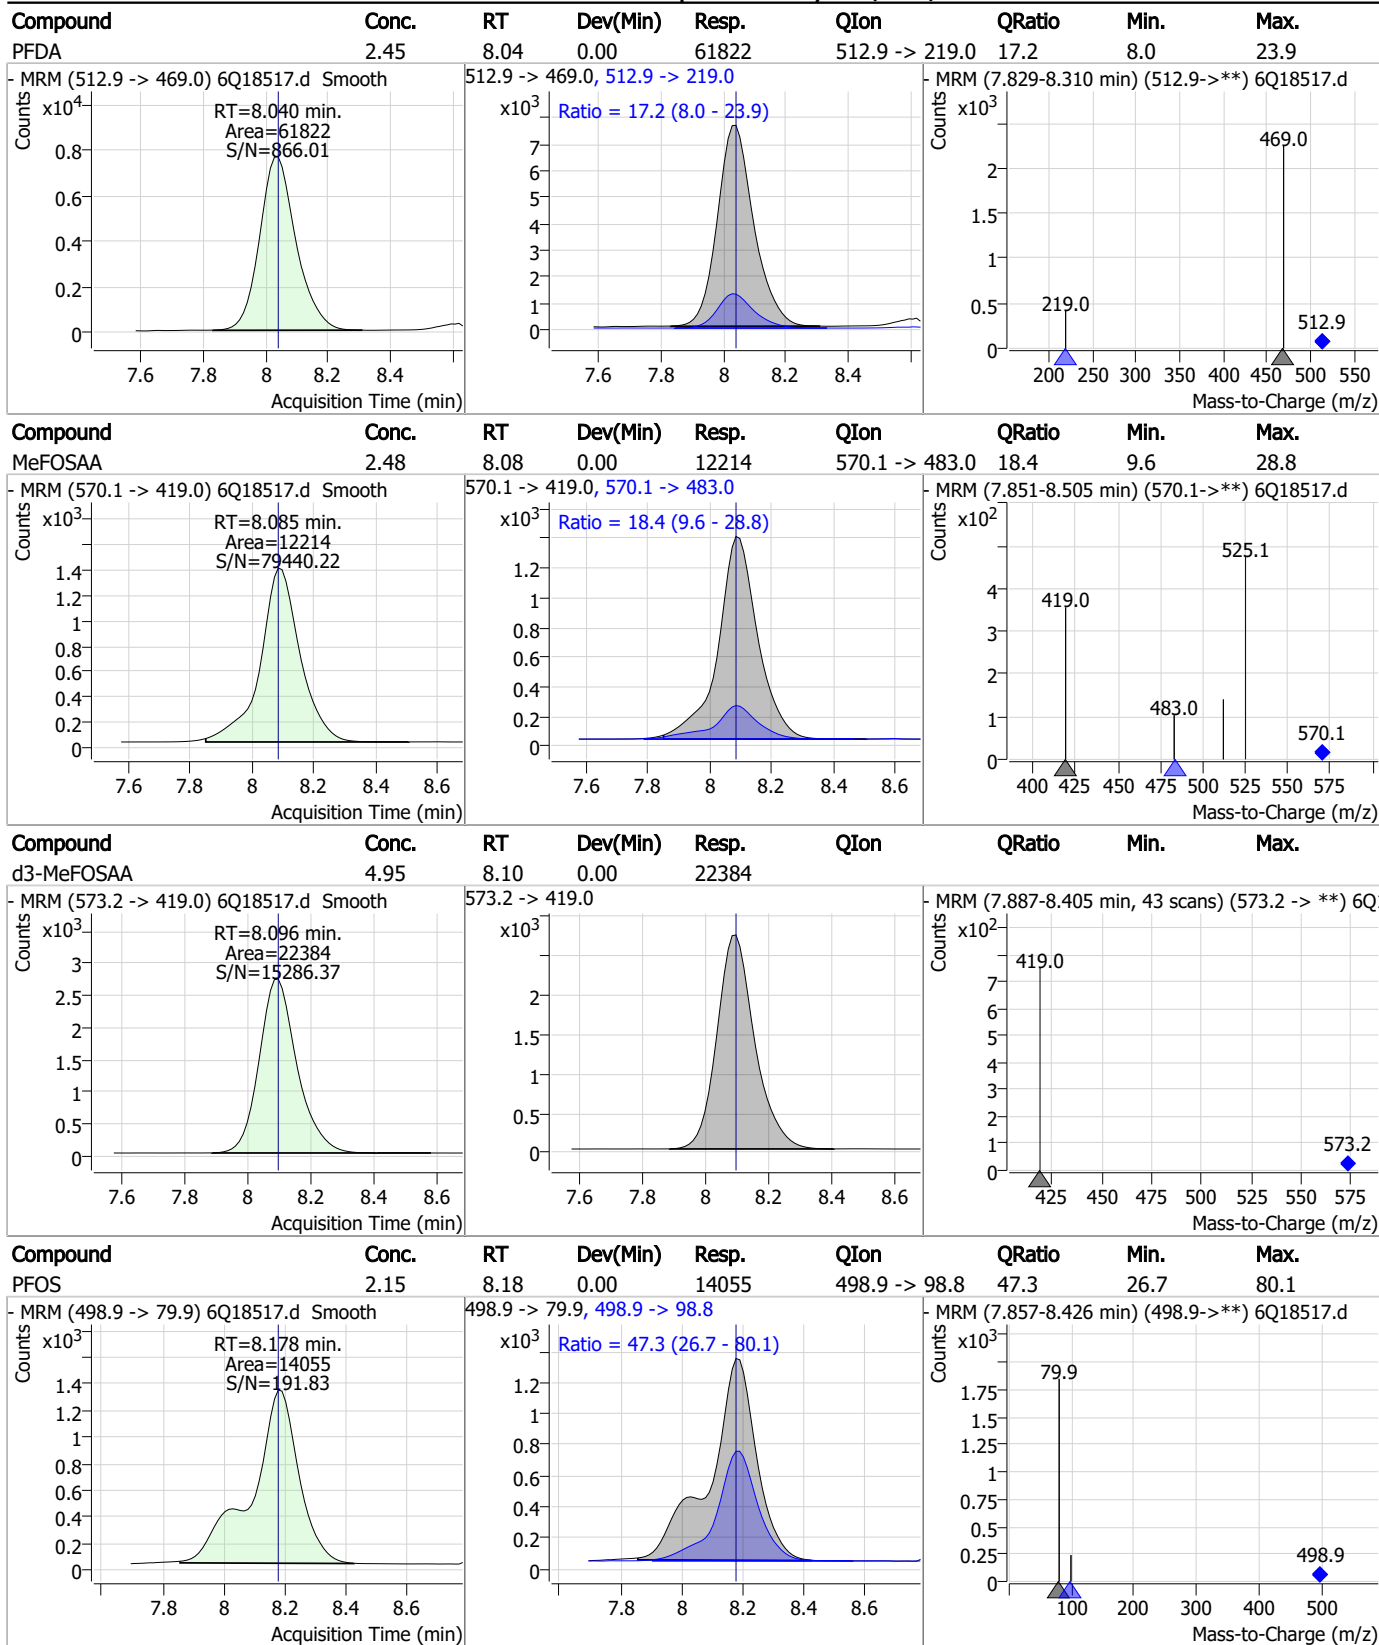 Compound Conc. RT Dev(Min) Resp. QIon QRatio Min. Max.
PFDA 2.45 8.04 0.00 61822 512.9 -> 219.0 17.2 8.0 23.9
- MRM (512.9 -> 469.0) 6Q18517.d Smooth
Counts
x10^4
RT=8.040 min.
Area=61822
S/N=866.01
0.8
0.6
0.4
0.2
0
7.6 7.8 8 8.2 8.4
Acquisition Time (min)
512.9 -> 469.0, 512.9 -> 219.0
x10^3
Ratio = 17.2 (8.0 - 23.9)
7
6
5
4
3
2
1
0
7.6 7.8 8 8.2 8.4
- MRM (7.829-8.310 min) (512.9->**) 6Q18517.d
Counts
x10^3
469.0
2
1.5
1
0.5
0
219.0
512.9
200 250 300 350 400 450 500 550
Mass-to-Charge (m/z)
Compound Conc. RT Dev(Min) Resp. QIon QRatio Min. Max.
MeFOSAA 2.48 8.08 0.00 12214 570.1 -> 483.0 18.4 9.6 28.8
- MRM (570.1 -> 419.0) 6Q18517.d Smooth
Counts
x10^3
RT=8.085 min.
Area=12214
S/N=79440.22
1.4
1.2
1
0.8
0.6
0.4
0.2
0
7.6 7.8 8 8.2 8.4 8.6
Acquisition Time (min)
570.1 -> 419.0, 570.1 -> 483.0
x10^3
Ratio = 18.4 (9.6 - 28.8)
1.2
1
0.8
0.6
0.4
0.2
0
7.6 7.8 8 8.2 8.4 8.6
- MRM (7.851-8.505 min) (570.1->**) 6Q18517.d
Counts
x10^2
525.1
419.0
4
3
2
1
0
483.0
570.1
400 425 450 475 500 525 550 575
Mass-to-Charge (m/z)
Compound Conc. RT Dev(Min) Resp. QIon QRatio Min. Max.
d3-MeFOSAA 4.95 8.10 0.00 22384
- MRM (573.2 -> 419.0) 6Q18517.d Smooth
Counts
x10^3
RT=8.096 min.
Area=22384
S/N=15286.37
3
2.5
2
1.5
1
0.5
0
7.6 7.8 8 8.2 8.4 8.6
Acquisition Time (min)
573.2 -> 419.0
x10^3
2
1
0.5
0
7.6 7.8 8 8.2 8.4 8.6
- MRM (7.887-8.405 min, 43 scans) (573.2 -> **) 6Q
Counts
x10^2
419.0
7
6
5
4
3
2
1
0
573.2
425 450 475 500 525 550 575
Mass-to-Charge (m/z)
Compound Conc. RT Dev(Min) Resp. QIon QRatio Min. Max.
PFOS 2.15 8.18 0.00 14055 498.9 -> 98.8 47.3 26.7 80.1
- MRM (498.9 -> 79.9) 6Q18517.d Smooth
Counts
x10^3
RT=8.178 min.
Area=14055
S/N=191.83
1.4
1.2
1
0.8
0.6
0.4
0.2
0
7.8 8 8.2 8.4 8.6
Acquisition Time (min)
498.9 -> 79.9, 498.9 -> 98.8
x10^3
Ratio = 47.3 (26.7 - 80.1)
1.2
1
0.8
0.6
0.4
0.2
0
7.8 8 8.2 8.4 8.6
- MRM (7.857-8.426 min) (498.9->**) 6Q18517.d
Counts
x10^3
79.9
1.75
1.5
1.25
1
0.75
0.5
0.25
0
498.9
100 200 300 400 500
Mass-to-Charge (m/z)